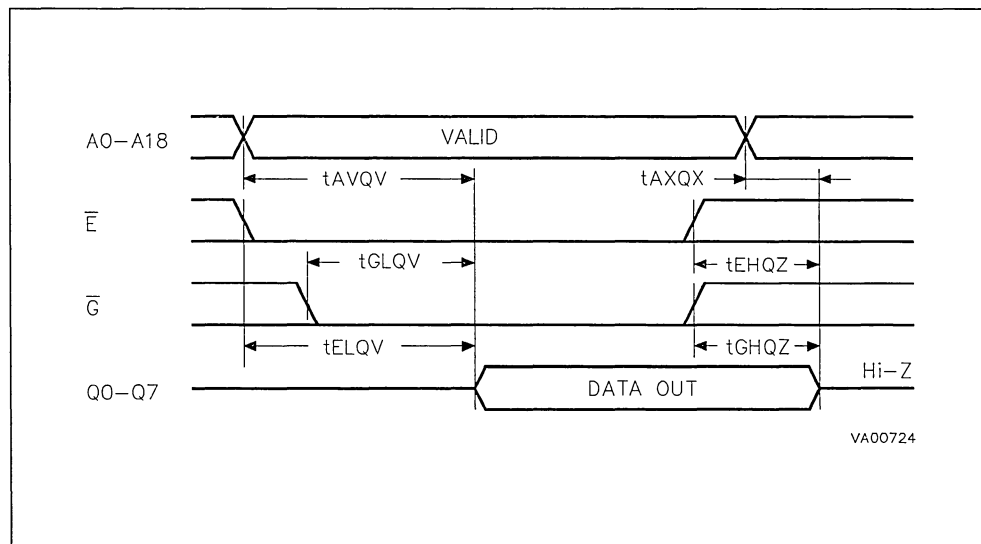 A0-A18
VALID
tAVQV
tAXQX
E
tGLQV
tEHQZ
G
tELQV
tGHQZ
Q0-Q7
DATA OUT
Hi-Z
VA00724